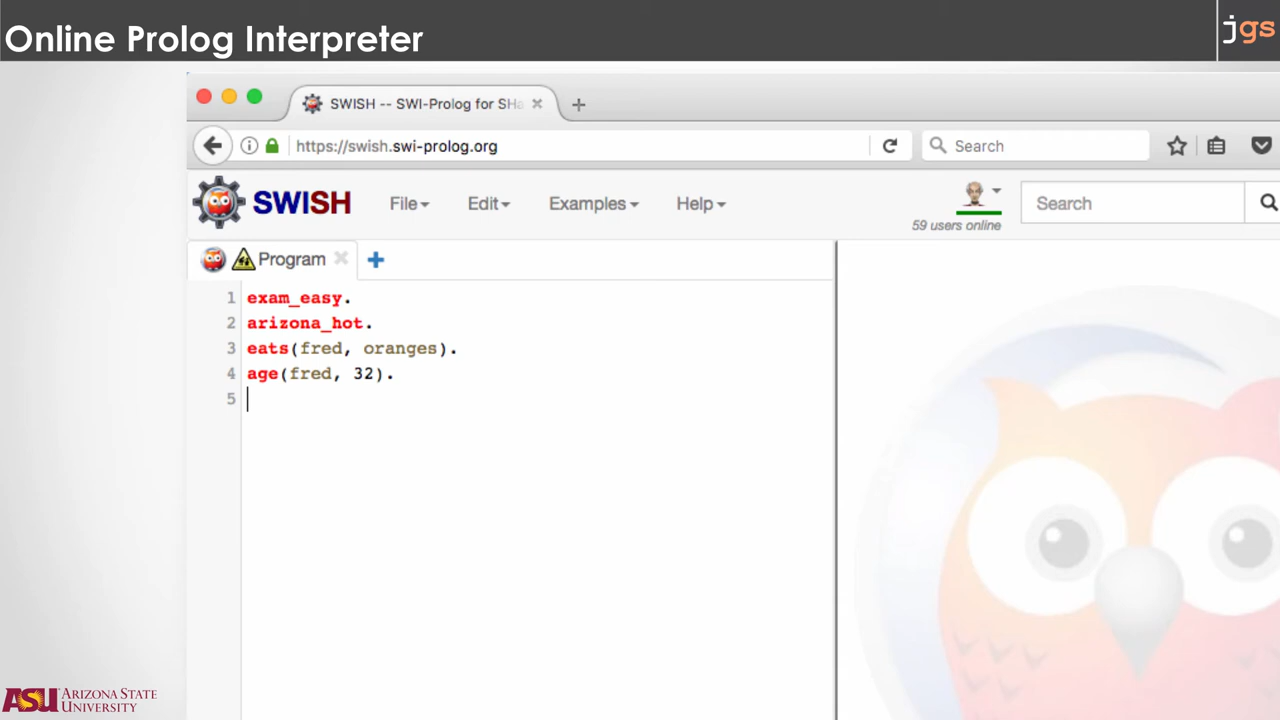 Online Prolog Interpreter
jgs
SWISH -- SWI-Prolog for SHa
https://swish.swi-prolog.org
Search
SWISH
File
Edit
Examples
Help
59 users online
Search
Program
1 exam_easy.
2 arizona_hot.
3 eats(fred, oranges).
4 age(fred, 32).
5
ASU ARIZONA STATE
UNIVERSITY